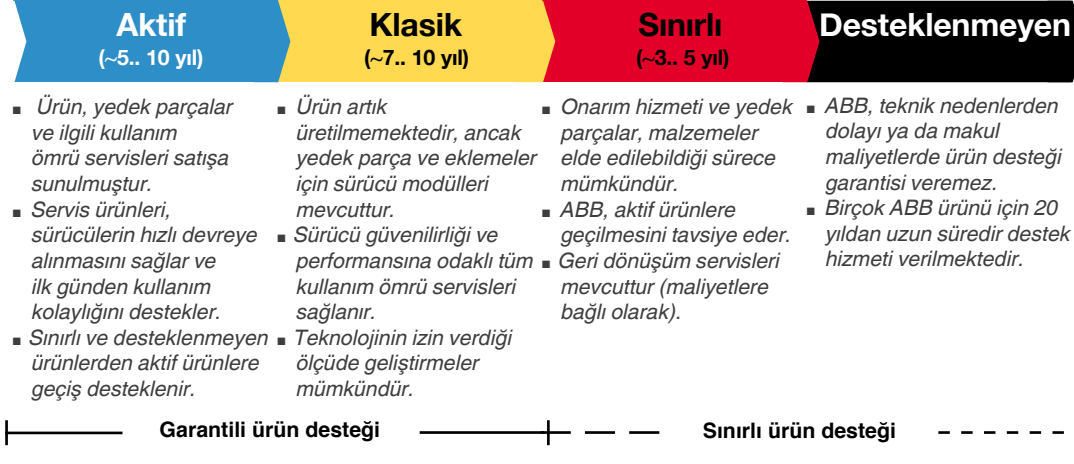 Aktif
(~5.. 10 yıl)
Klasik
(~7.. 10 yıl)
Sınırlı
(~3.. 5 yıl)
Desteklenmeyen
▪ Ürün, yedek parçalar
ve ilgili kullanım
ömrü servisleri satışa
sunulmuştur.
▪ Servis ürünleri,
sürücülerin hızlı devreye
alınmasını sağlar ve
ilk günden kullanım
kolaylığını destekler.
▪ Sınırlı ve desteklenmeyen
ürünlerden aktif ürünlere
geçiş desteklenir.
▪ Ürün artık
üretilmemektedir, ancak
yedek parça ve eklemeler
için sürücü modülleri
mevcuttur.
▪ Sürücü güvenilirliği ve
performansına odaklı tüm
kullanım ömrü servisleri
sağlanır.
▪ Teknolojinin izin verdiği
ölçüde geliştirmeler
mümkündür.
▪ Onarım hizmeti ve yedek
parçalar, malzemeler
elde edilebildiği sürece
mümkündür.
▪ ABB, aktif ürünlere
geçilmesini tavsiye eder.
▪ Geri dönüşüm servisleri
mevcuttur (maliyetlere
bağlı olarak).
▪ ABB, teknik nedenlerden
dolayı ya da makul
maliyetlerde ürün desteği
garantisi veremez.
▪ Birçok ABB ürünü için 20
yıldan uzun süredir destek
hizmeti verilmektedir.
Garantili ürün desteği
Sınırlı ürün desteği